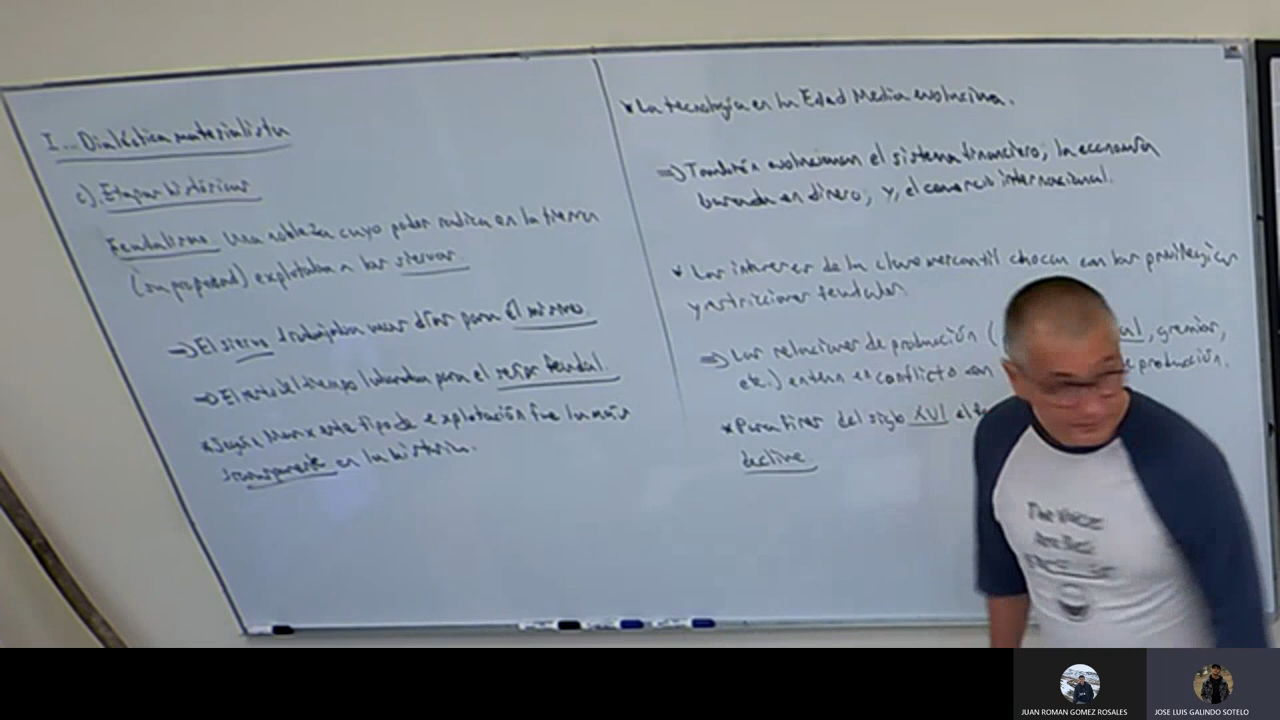 I.- Dialéctica materialista
c). Etapas históricas
Feudalismo. Una nobleza cuyo poder radica en la tierra
(su propiedad) explotaba a los siervos
⇒ El siervo trabajaba unos días para él mismo.
⇒ El resto del tiempo laboraba para el señor feudal.
*Según Marx este tipo de explotación fue la más
transparente en la historia.
*La tecnología en la Edad Media evoluciona.
⇒ También evolucionan el sistema financiero, la economía
basada en dinero; y, el comercio internacional.
* Los intereses de la clase mercantil chocan con los privilegios
y restricciones feudales.
⇒ Las relaciones de producción ( gremios,
etc.) entran en conflicto con producción.
*Para fines del siglo XVI el
decline.
JUAN ROMAN GOMEZ ROSALES
JOSE LUIS GALINDO SOTELO